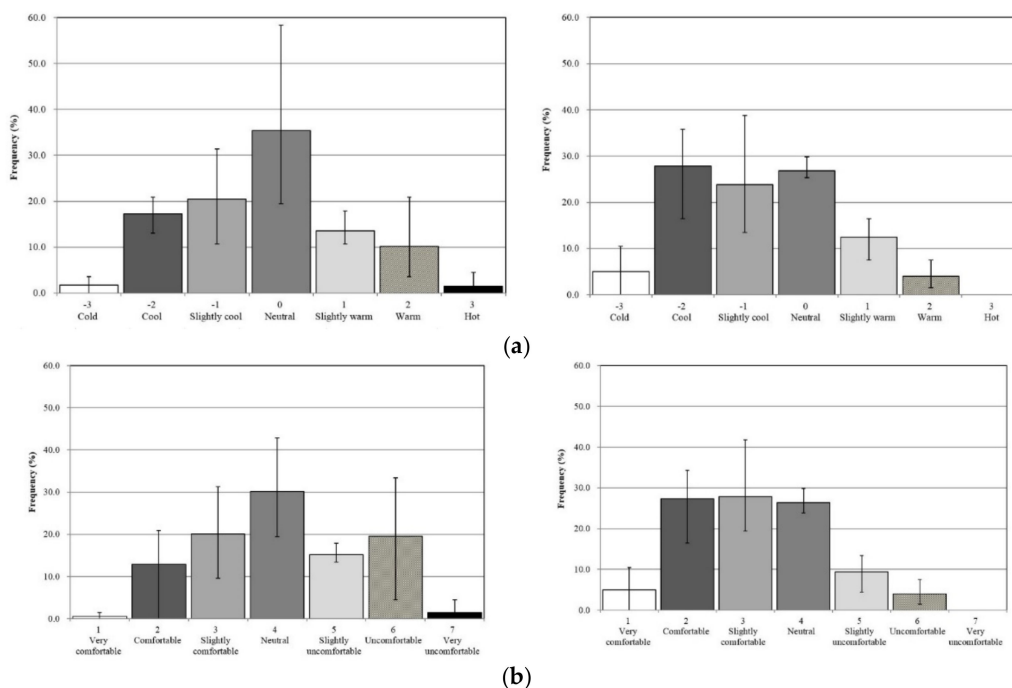 60.0
50.0
40.0
30.0
20.0
10.0
0.0
Frequency (%)
-3 -2 -1 0 1 2 3
Cold Cool Slightly cool Neutral Slightly warm Warm Hot
60.0
50.0
40.0
30.0
20.0
10.0
0.0
Frequency (%)
-3 -2 -1 0 1 2 3
Cold Cool Slightly cool Neutral Slightly warm Warm Hot
(a)
60.0
50.0
40.0
30.0
20.0
10.0
0.0
Frequency (%)
1 2 3 4 5 6 7
Very Comfortable Slightly Neutral Slightly Uncomfortable Very
comfortable comfortable uncomfortable uncomfortable
60.0
50.0
40.0
30.0
20.0
10.0
0.0
Frequency (%)
1 2 3 4 5 6 7
Very Comfortable Slightly Neutral Slightly Uncomfortable Very
comfortable comfortable uncomfortable uncomfortable
(b)